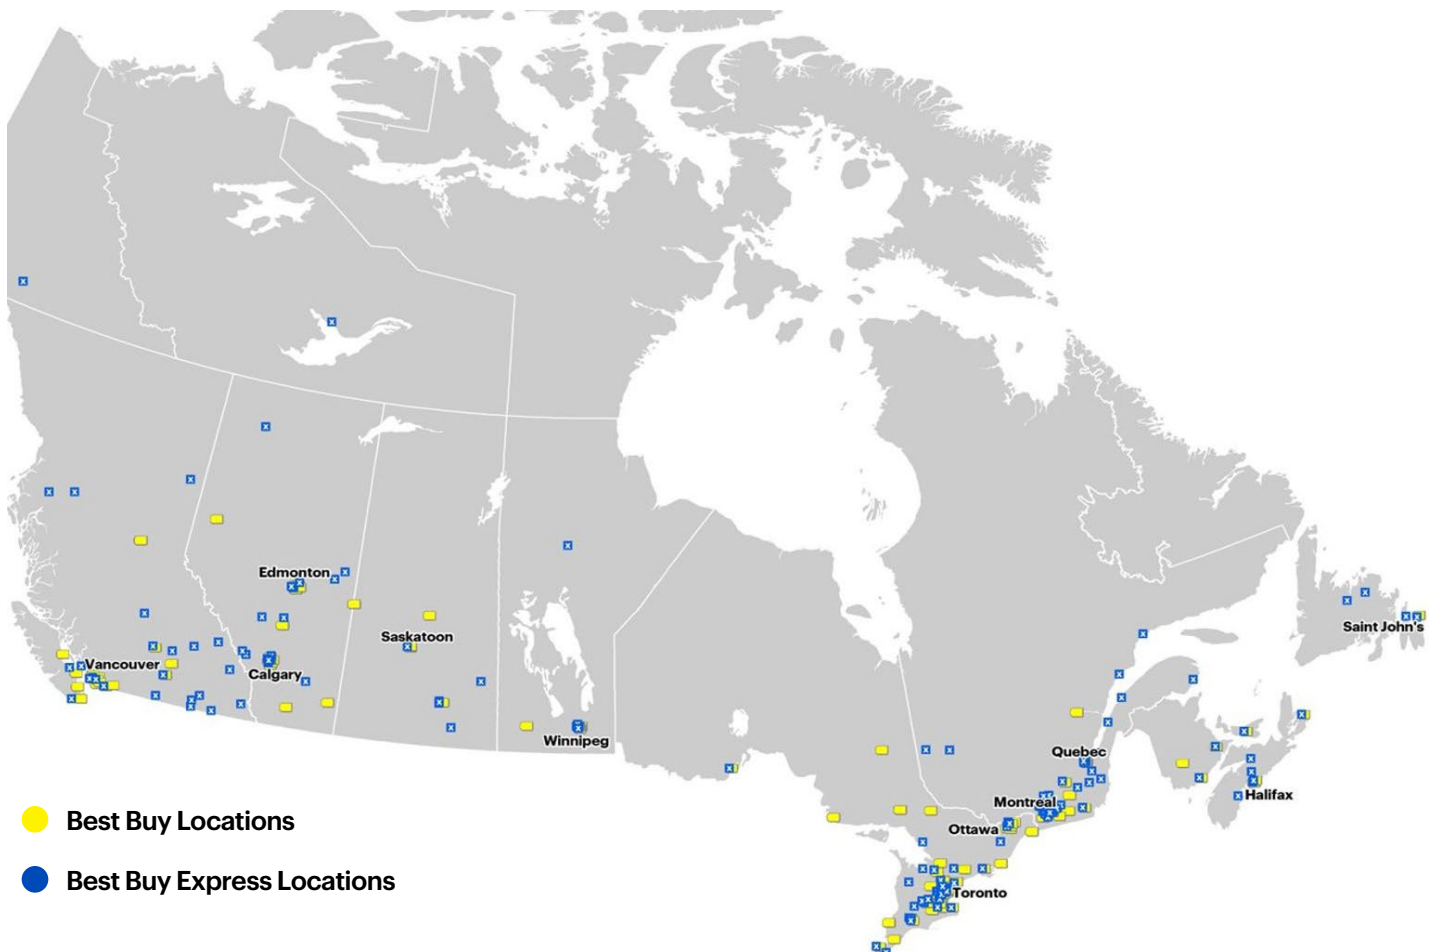 Edmonton
Saskatoon
Saint John's
Vancouver
Calgary
Winnipeg
Quebec
Montreal
Halifax
Ottawa
Toronto
Best Buy Locations
Best Buy Express Locations